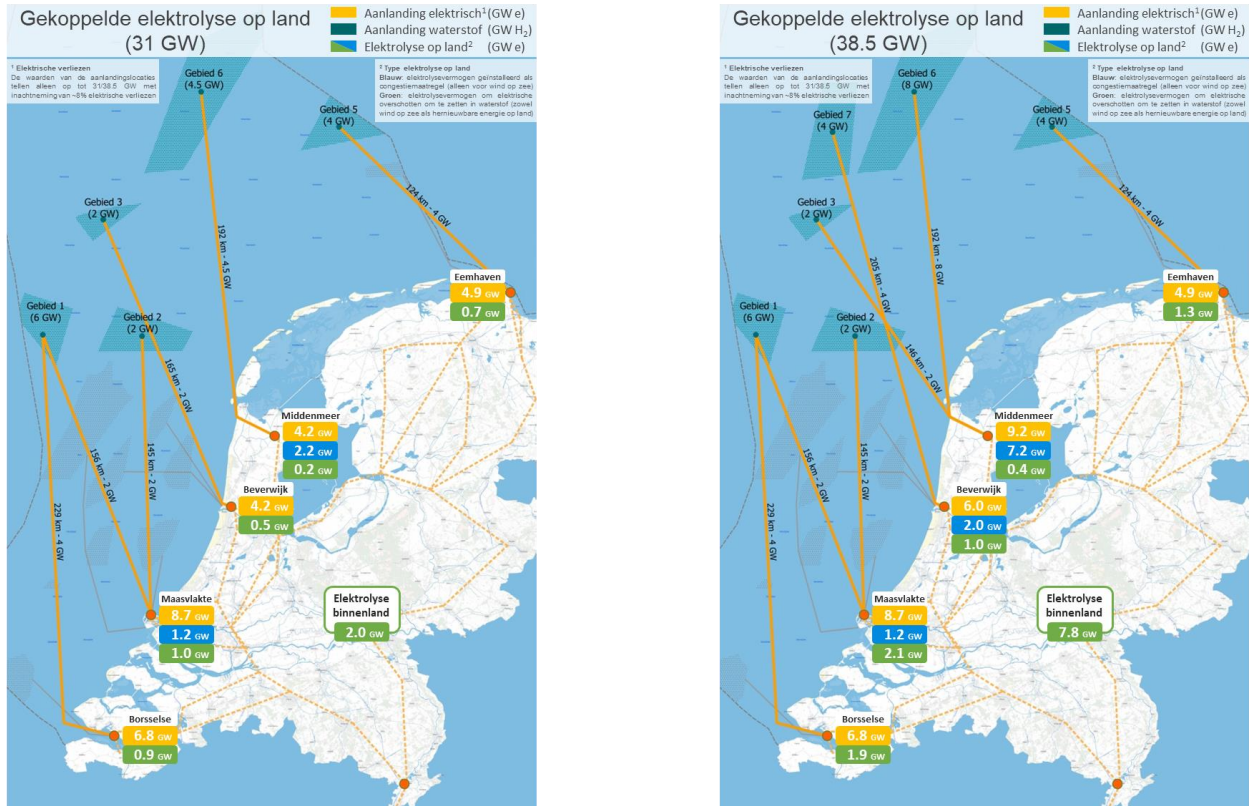 Gekoppelde elektrolyse op land
(31 GW)
Aanlanding elektrisch¹ (GW e)
Aanlanding waterstof (GW H₂)
Elektrolyse op land² (GW e)
¹ Elektrische verliezen
De waarden van de aanlandingslocaties
tellen alleen op tot 31/38.5 GW met
inachtneming van ~8% elektrische verliezen
² Type elektrolyse op land
Blauw: elektrolysevermogen geïnstalleerd als
congestiemaatregel (alleen voor wind op zee)
Groen: elektrolysevermogen om elektrische
overschotten om te zetten in waterstof (zowel
wind op zee als hernieuwbare energie op land)
Gebied 6
(4.5 GW)
Gebied 5
(4 GW)
124 km - 4 GW
Gebied 3
(2 GW)
192 km - 4.5 GW
Eemhaven
4.9 GW
0.7 GW
Gebied 1
(6 GW)
Gebied 2
(2 GW)
165 km - 2 GW
Middenmeer
4.2 GW
2.2 GW
0.2 GW
156 km - 2 GW
145 km - 2 GW
Beverwijk
4.2 GW
0.5 GW
229 km - 4 GW
Maasvlakte
8.7 GW
1.2 GW
1.0 GW
Elektrolyse
binnenland
2.0 GW
Borsselse
6.8 GW
0.9 GW
Gekoppelde elektrolyse op land
(38.5 GW)
Aanlanding elektrisch¹ (GW e)
Aanlanding waterstof (GW H₂)
Elektrolyse op land² (GW e)
¹ Elektrische verliezen
De waarden van de aanlandingslocaties
tellen alleen op tot 31/38.5 GW met
inachtneming van ~8% elektrische verliezen
² Type elektrolyse op land
Blauw: elektrolysevermogen geïnstalleerd als
congestiemaatregel (alleen voor wind op zee)
Groen: elektrolysevermogen om elektrische
overschotten om te zetten in waterstof (zowel
wind op zee als hernieuwbare energie op land)
Gebied 6
(8 GW)
Gebied 7
(4 GW)
Gebied 5
(4 GW)
124 km - 4 GW
Gebied 3
(2 GW)
192 km - 8 GW
205 km - 4 GW
Eemhaven
4.9 GW
1.3 GW
Gebied 1
(6 GW)
Gebied 2
(2 GW)
146 km - 2 GW
Middenmeer
9.2 GW
7.2 GW
0.4 GW
156 km - 2 GW
145 km - 2 GW
Beverwijk
6.0 GW
2.0 GW
1.0 GW
229 km - 4 GW
Maasvlakte
8.7 GW
1.2 GW
2.1 GW
Elektrolyse
binnenland
7.8 GW
Borsselse
6.8 GW
1.9 GW